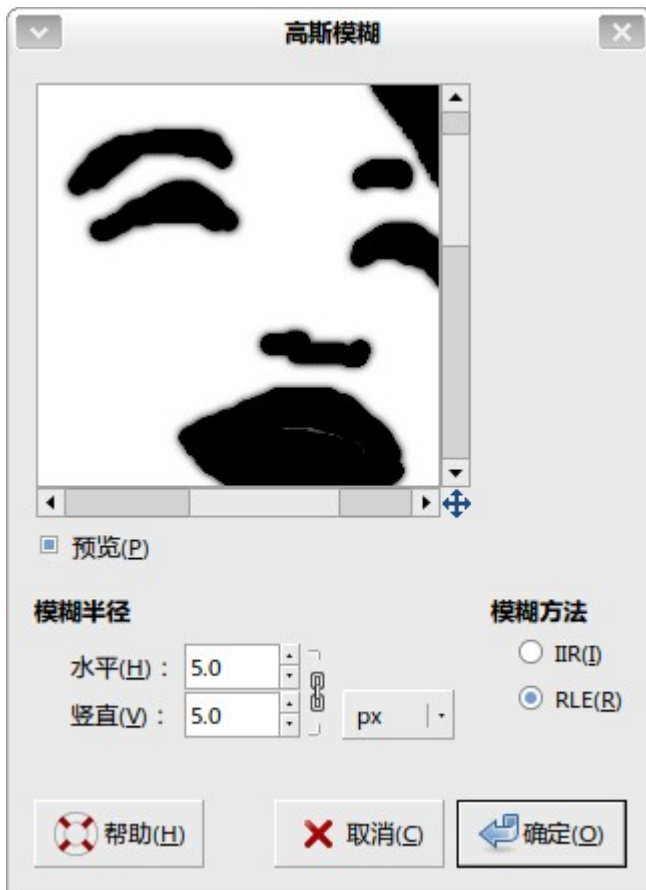 高斯模糊
预览(P)
模糊半径
模糊方法
水平(H)：5.0
IIR(I)
竖直(V)：5.0
px
RLE(R)
帮助(H)
取消(C)
确定(O)